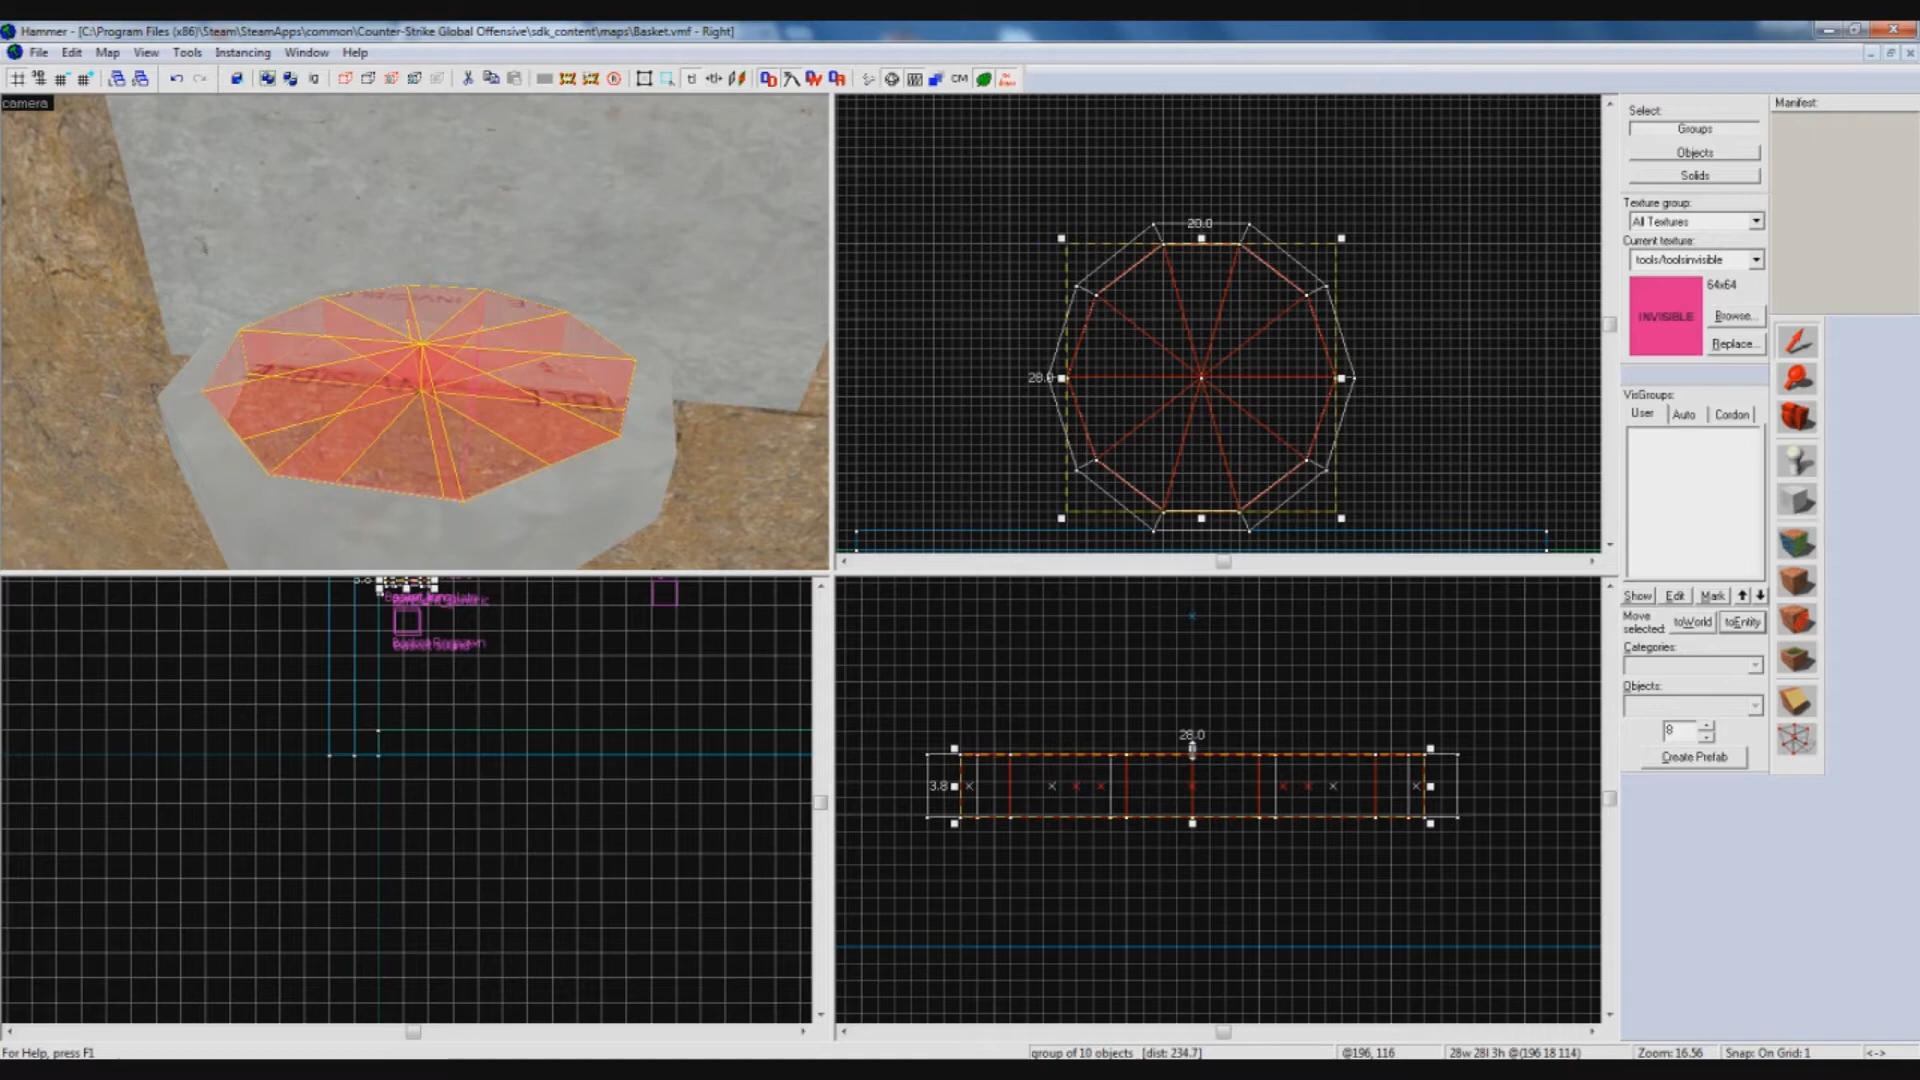 Hammer - [C:\Program Files (x86)\Steam\SteamApps\common\Counter-Strike Global Offensive\sdk_content\maps\Basket.vmf - Right]
File Edit Map View Tools Instancing Window Help
CM
camera
INVISIBLE
28.0
28.0
3.8
Select:
Groups
Objects
Solids
Texture group:
All Textures
Current texture:
tools/toolsinvisible
64x64
INVISIBLE
Browse...
Replace...
VisGroups:
User Auto Cordon
Show Edit Mark
Move selected: toWorld toEntity
Categories:
Objects:
8
Create Prefab
Manifest:
For Help, press F1
group of 10 objects [dist: 234.7]
@196, 116
28w 28l 3h @(196 18 114)
Zoom: 16.56
Snap: On Grid: 1
<->